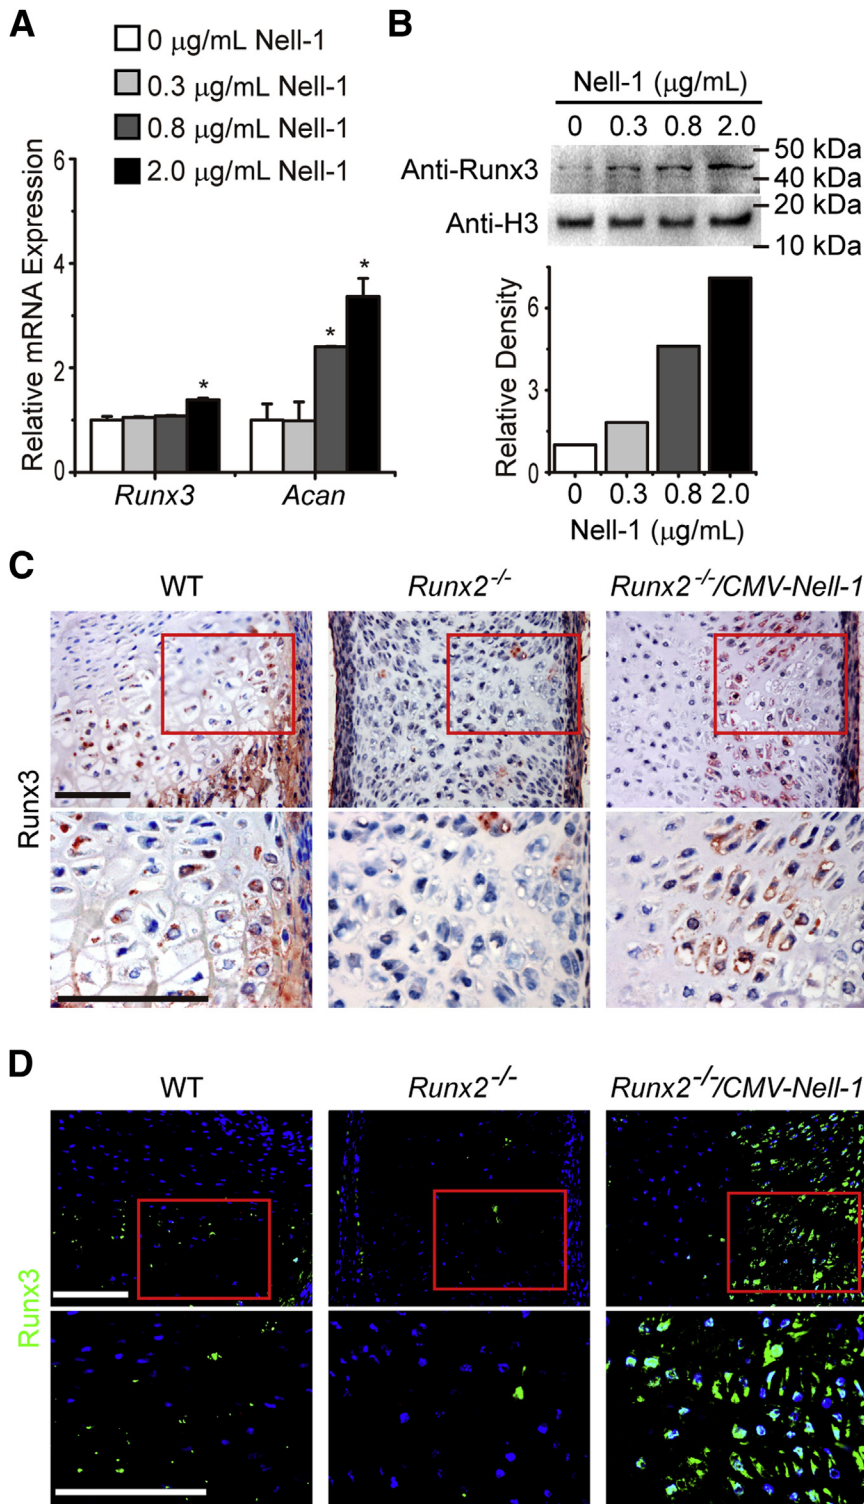 A
0 μg/mL Nell-1
0.3 μg/mL Nell-1
0.8 μg/mL Nell-1
2.0 μg/mL Nell-1
Relative mRNA Expression
6
4
2
0
*
*
*
Runx3
Acan
B
Nell-1 (μg/mL)
0 0.3 0.8 2.0
Anti-Runx3
50 kDa
40 kDa
Anti-H3
20 kDa
10 kDa
Relative Density
6
3
0
0 0.3 0.8 2.0
Nell-1 (μg/mL)
C
WT
Runx2-/-
Runx2-/-/CMV-Nell-1
Runx3
D
WT
Runx2-/-
Runx2-/-/CMV-Nell-1
Runx3